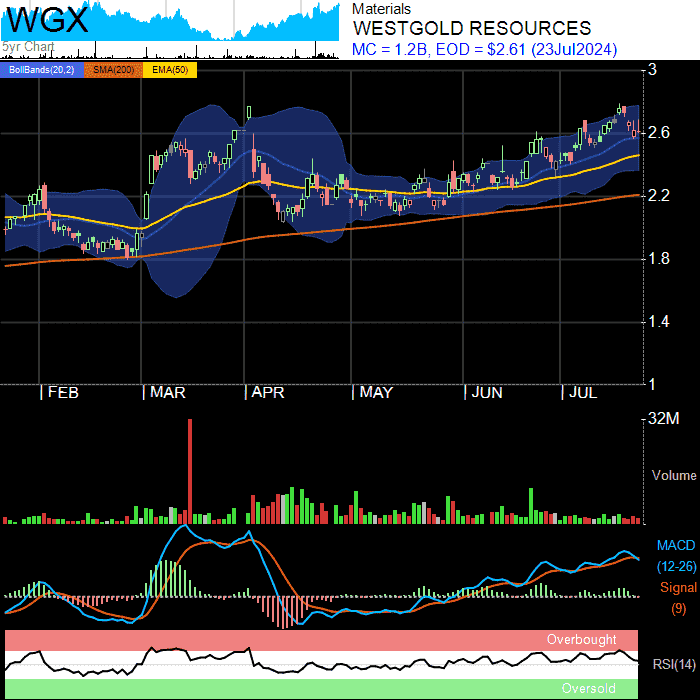 WGX
5yr Chart
Materials
WESTGOLD RESOURCES
MC = 1.2B, EOD = $2.61 (23Jul2024)
BollBands(20,2) SMA(200) EMA(50)
3
2.6
2.2
1.8
1.4
1
FEB MAR APR MAY JUN JUL
32M
Volume
MACD
(12-26)
Signal
(9)
Overbought
RSI(14)
Oversold